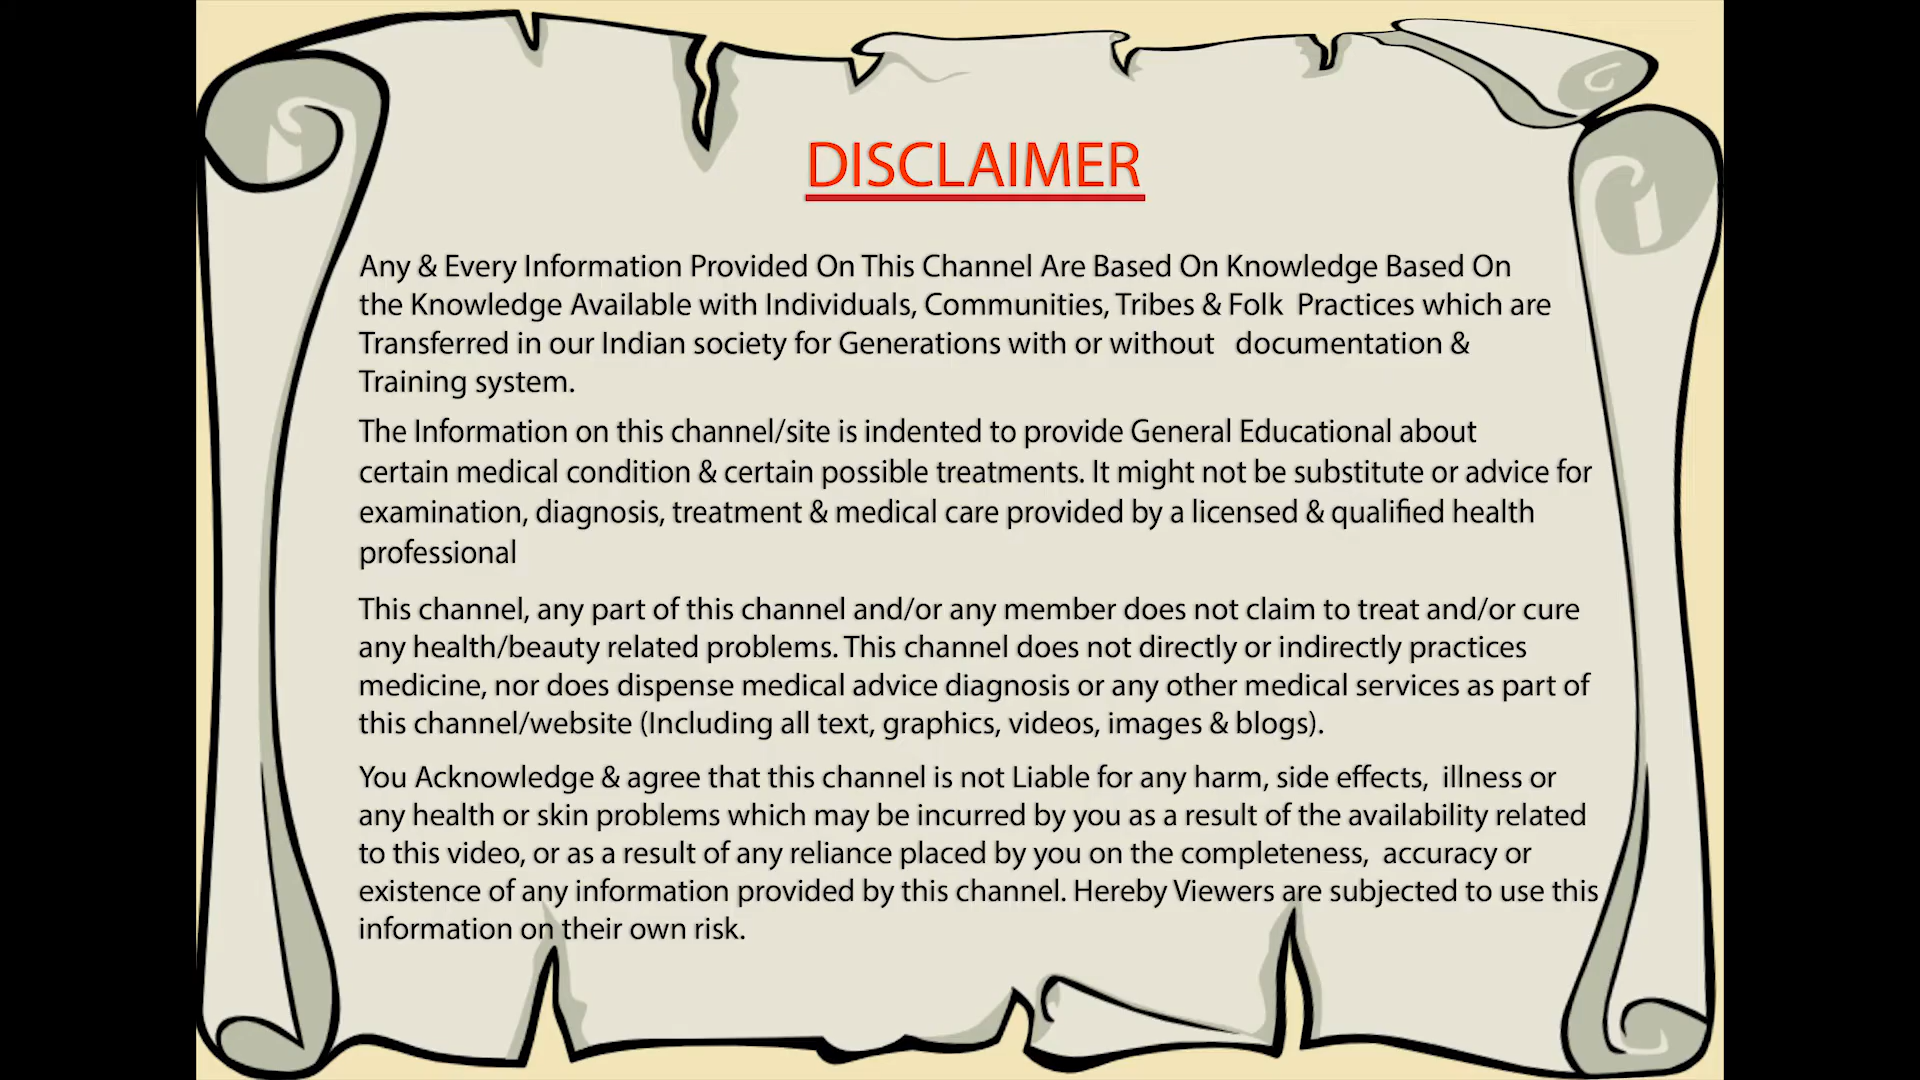 DISCLAIMER
Any & Every Information Provided On This Channel Are Based On Knowledge Based On
the Knowledge Available with Individuals, Communities, Tribes & Folk Practices which are
Transferred in our Indian society for Generations with or without documentation &
Training system.
The Information on this channel/site is indented to provide General Educational about
certain medical condition & certain possible treatments. It might not be substitute or advice for
examination, diagnosis, treatment & medical care provided by a licensed & qualified health
professional
This channel, any part of this channel and/or any member does not claim to treat and/or cure
any health/beauty related problems. This channel does not directly or indirectly practices
medicine, nor does dispense medical advice diagnosis or any other medical services as part of
this channel/website (Including all text, graphics, videos, images & blogs).
You Acknowledge & agree that this channel is not Liable for any harm, side effects, illness or
any health or skin problems which may be incurred by you as a result of the availability related
to this video, or as a result of any reliance placed by you on the completeness, accuracy or
existence of any information provided by this channel. Hereby Viewers are subjected to use this
information on their own risk.